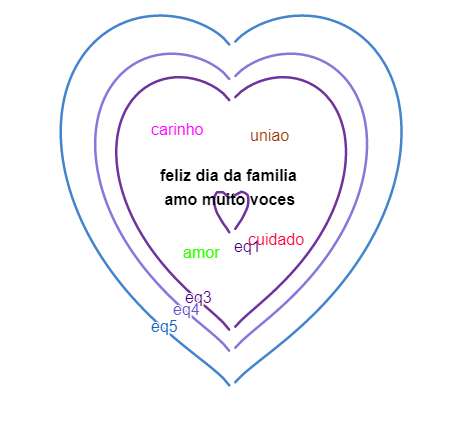 carinho
uniao
feliz dia da familia
amo muito voces
cuidado
eq1
amor
eq3
eq4
eq5